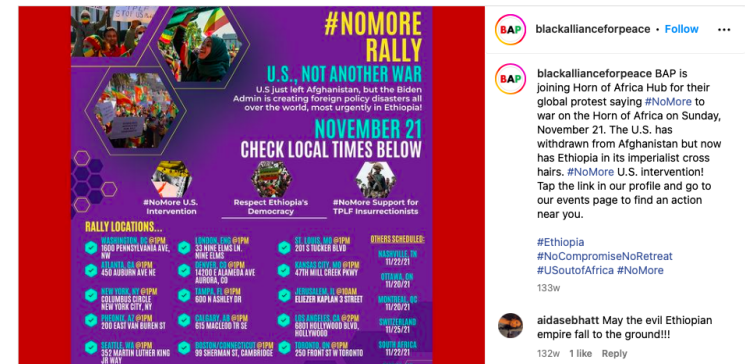 #NOMORE
RALLY
U.S., NOT ANOTHER WAR
U.S just left Afghanistan, but the Biden
Admin is creating foreign policy disasters all
over the world, most urgently in Ethiopia!
NOVEMBER 21
CHECK LOCAL TIMES BELOW
#NoMore U.S.
Intervention
Respect Ethiopia's
Democracy
#NoMore Support for
TPLF Insurrectionists
RALLY LOCATIONS...
WASHINGTON, DC @1PM
1600 PENNSYLVANIA AVE,
NW
ATLANTA, GA @1PM
450 AUBURN AVE NE
NEW YORK, NY @1PM
COLUMBUS CIRCLE
NEW YORK CITY, NY
PHEONIX, AZ @1PM
200 EAST VAN BUREN ST
SEATTLE, WA @1PM
352 MARTIN LUTHER KING
JR WAY
LONDON, ENG @1PM
33 NINE ELMS LN.
NINE ELMS
DENVER, CO @1PM
14200 E ALAMEDA AVE
AURORA, CO
TAMPA, FL @1PM
600 N ASHLEY DR
CALGARY, AB @1PM
615 MACLEOD TR SE
BOSTON/CONNECTICUT @1PM
99 SHERMAN ST, CAMBRIDGE
ST. LOUIS, MO @1PM
201 S TUCKER BLVD
KANSAS CITY, MO @1PM
47TH MILL CREEK PKWY
JERUSALEM, IL @10AM
ELIEZER KAPLAN 3 STREET
LOS ANGELES, CA @2PM
6801 HOLLYWOOD BLVD,
HOLLYWOOD
TORONTO, ON @1PM
250 FRONT ST W TORONTO
OTHERS SCHEDULED:
NASHVILLE, TN
11/22/21
OTTAWA, ON
11/20/21
MONTREAL, QC
11/20/21
SWITZERLAND
11/25/21
SOUTH AFRICA
11/22/21
BAP
blackallianceforpeace • Follow
BAP
blackallianceforpeace BAP is
joining Horn of Africa Hub for their
global protest saying #NoMore to
war on the Horn of Africa on Sunday,
November 21. The U.S. has
withdrawn from Afghanistan but now
has Ethiopia in its imperialist cross
hairs. #NoMore U.S. intervention!
Tap the link in our profile and go to
our events page to find an action
near you.
#Ethiopia
#NoCompromiseNoRetreat
#USoutofAfrica #NoMore
133w
aidasebhatt May the evil Ethiopian
empire fall to the ground!!!
132w 1 like Reply